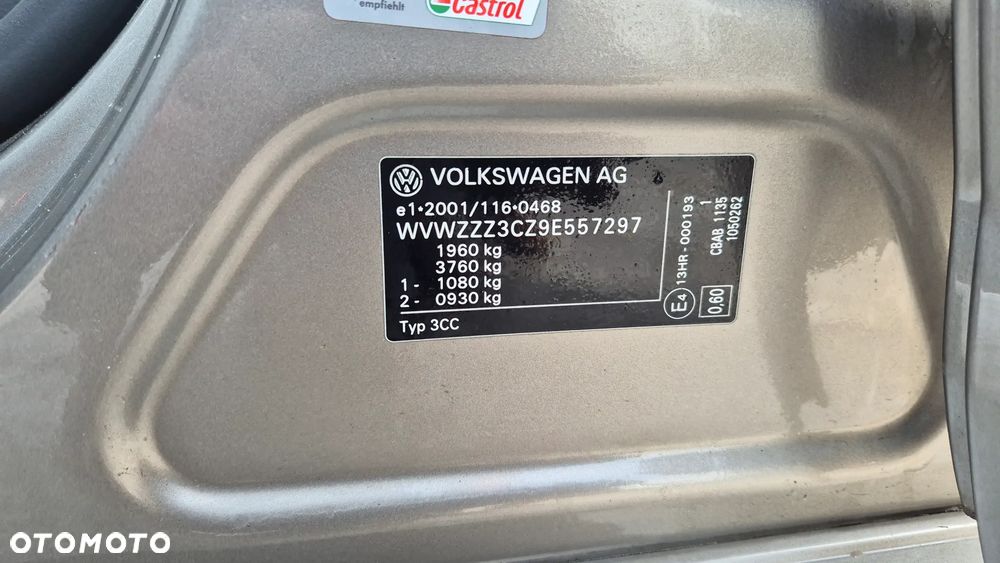 empfiehlt
Castrol
VOLKSWAGEN AG
e1*2001/116*0468
WVWZZZ3CZ9E557297
1960 kg
3760 kg
1 - 1080 kg
2 - 0930 kg
Typ 3CC
E4 13HR-000193
1
CBAB 1135
1050262
0,60
OTOMOTO